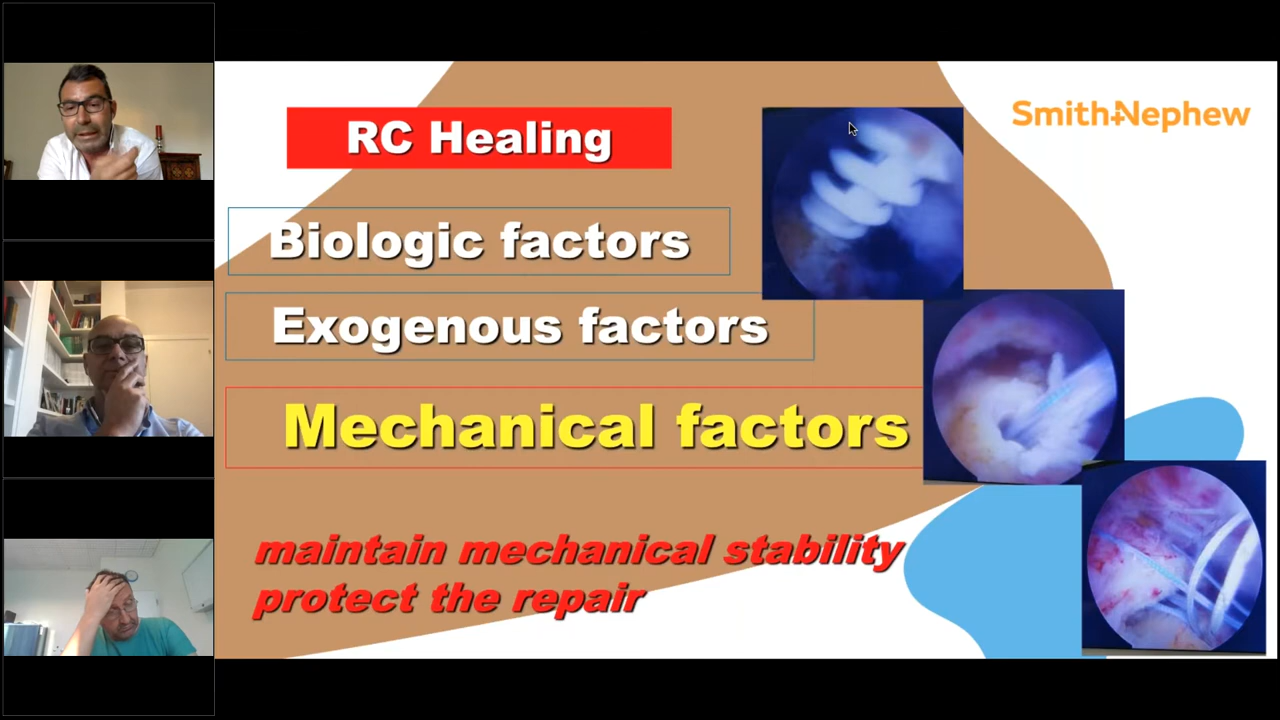 RC Healing
Smith+Nephew
Biologic factors
Exogenous factors
Mechanical factors
maintain mechanical stability
protect the repair